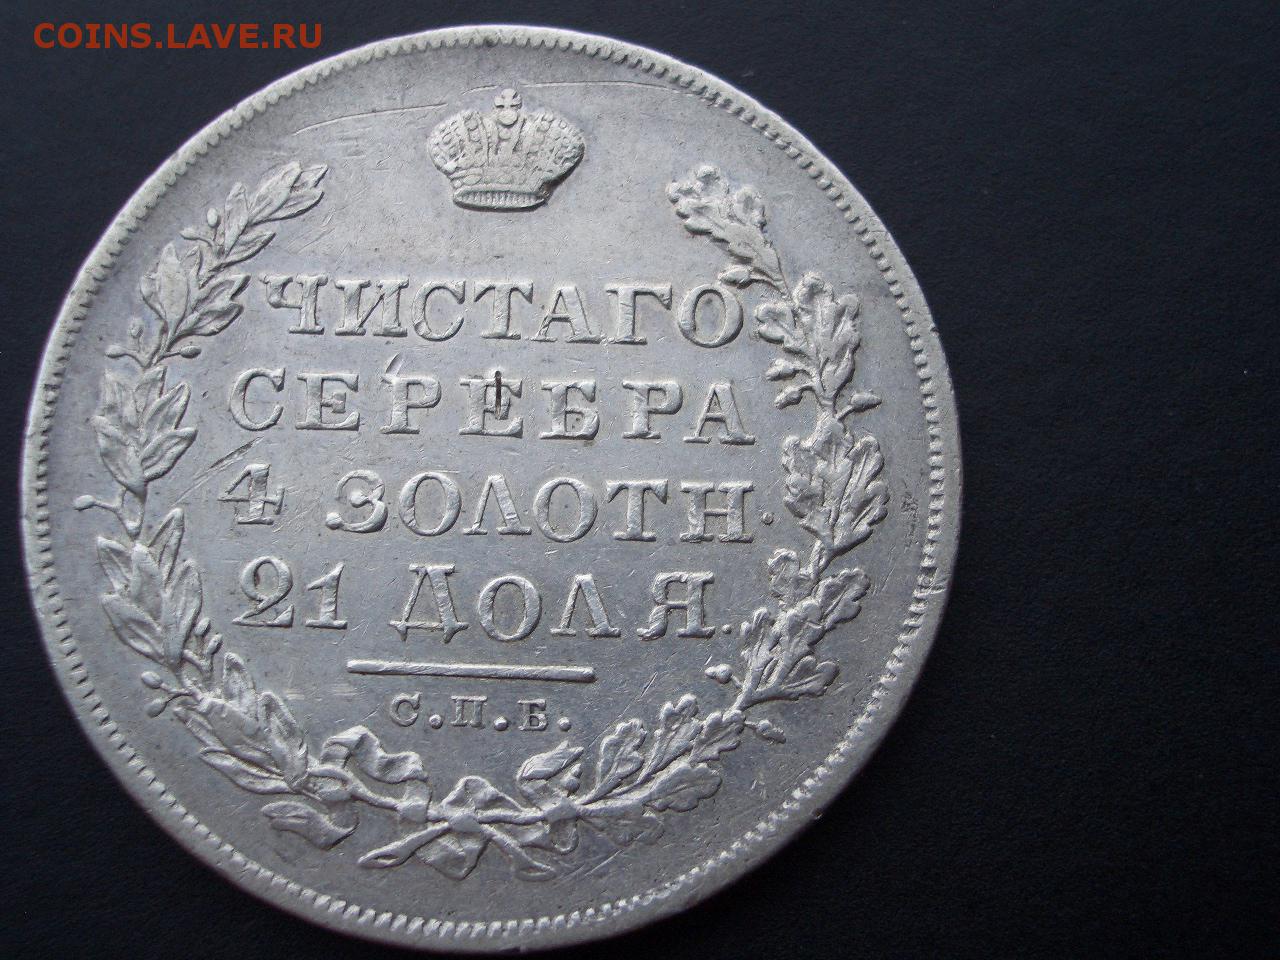 COINS.LAVE.RU
ЧИСТАГО
СЕРЕБРА
4 ЗОЛОТН.
21 ДОЛЯ.
С.П.Б.